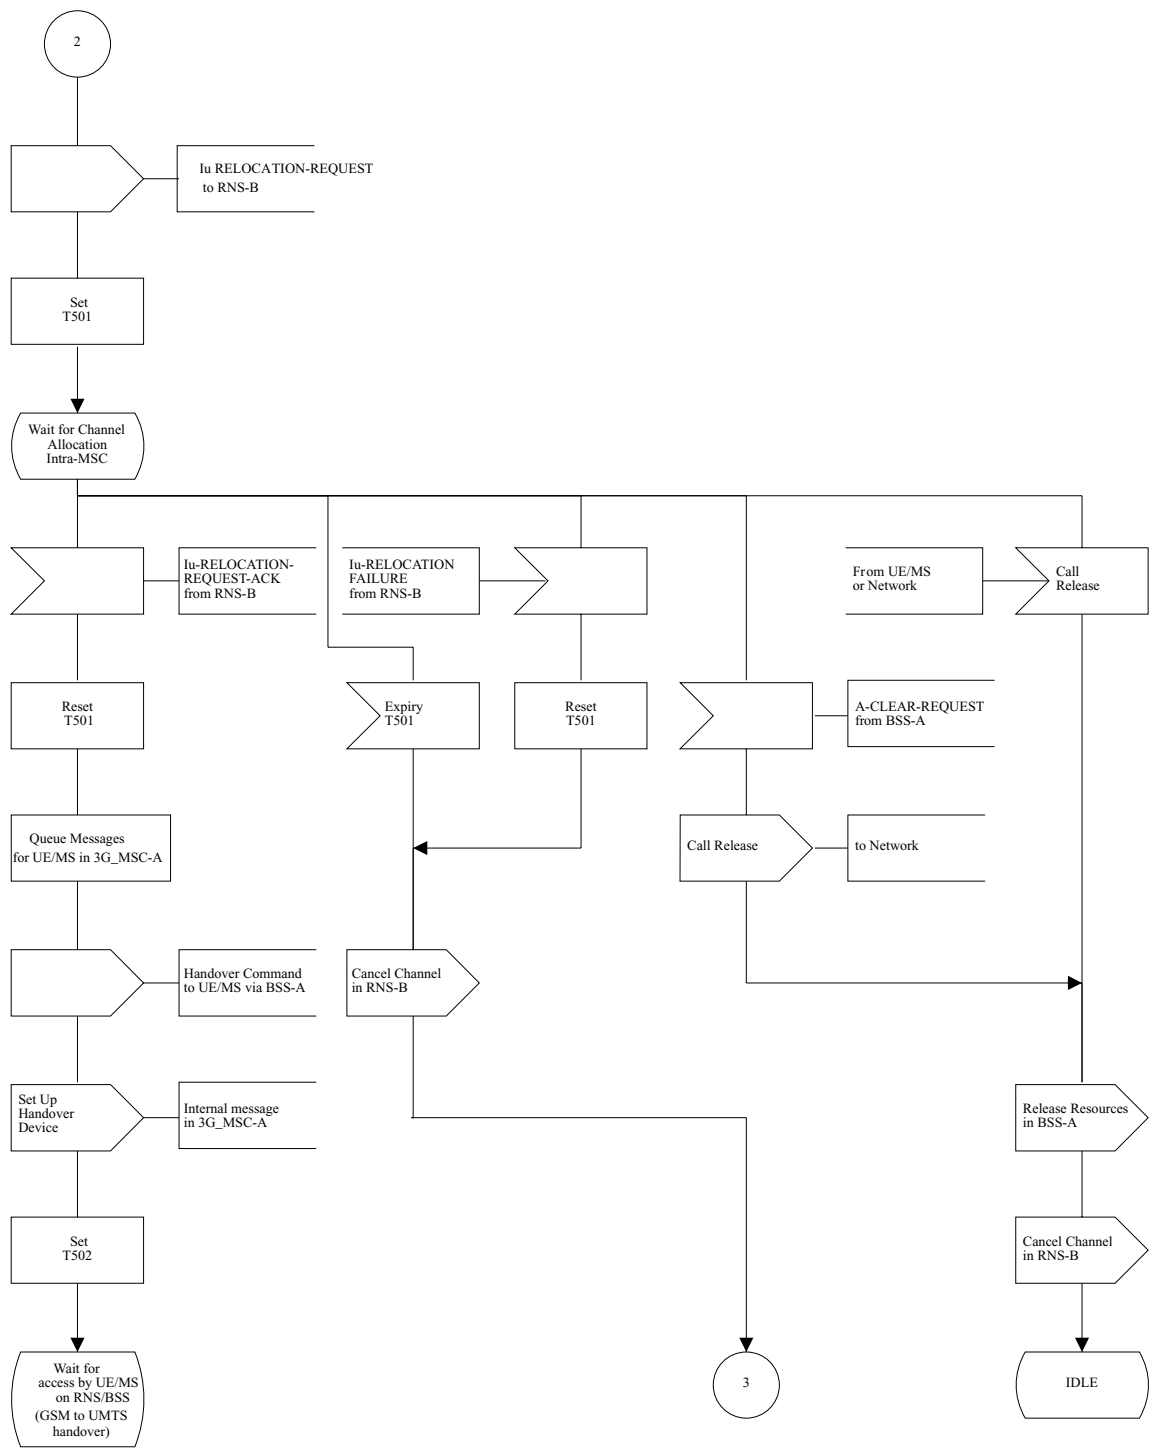 2
Iu RELOCATION-REQUEST
to RNS-B
Set
T501
Wait for Channel
Allocation
Intra-MSC
Iu-RELOCATION-
REQUEST-ACK
from RNS-B
Iu-RELOCATION
FAILURE
from RNS-B
From UE/MS
or Network
Call
Release
Reset
T501
Expiry
T501
Reset
T501
A-CLEAR-REQUEST
from BSS-A
Queue Messages
for UE/MS in 3G_MSC-A
Call Release
to Network
Handover Command
to UE/MS via BSS-A
Cancel Channel
in RNS-B
Set Up
Handover
Device
Internal message
in 3G_MSC-A
Release Resources
in BSS-A
Set
T502
Cancel Channel
in RNS-B
Wait for
access by UE/MS
on RNS/BSS
(GSM to UMTS
handover)
3
IDLE